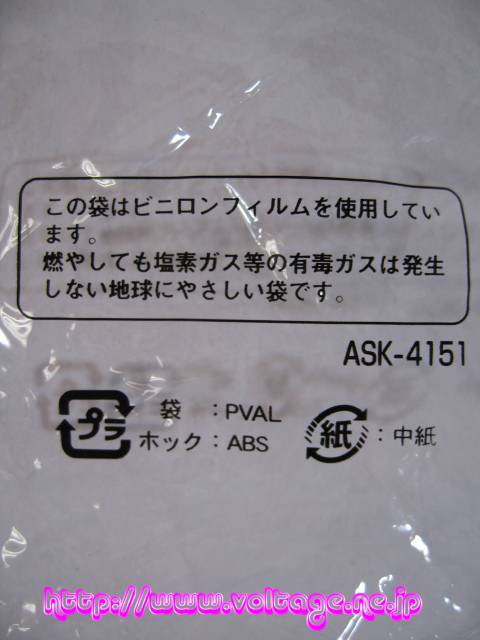 この袋はビニロンフィルムを使用してい
ます。
燃やしても塩素ガス等の有毒ガスは発生
しない地球にやさしい袋です。
ASK-4151
プラ
袋 :PVAL
ホック:ABS
紙
:中紙
http://www.voltage.ne.jp